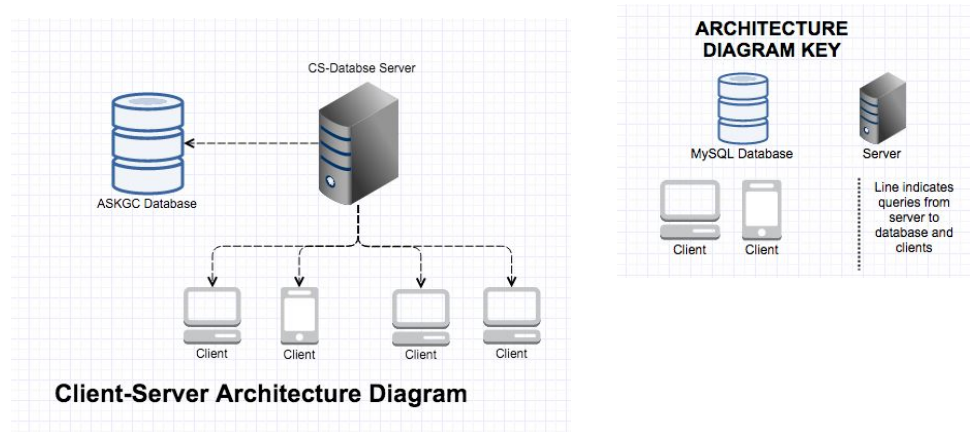 CS-Databse Server
ASKGC Database
Client
Client
Client
Client
Client-Server Architecture Diagram
ARCHITECTURE
DIAGRAM KEY
MySQL Database
Server
Client
Client
Line indicates
queries from
server to
database and
clients